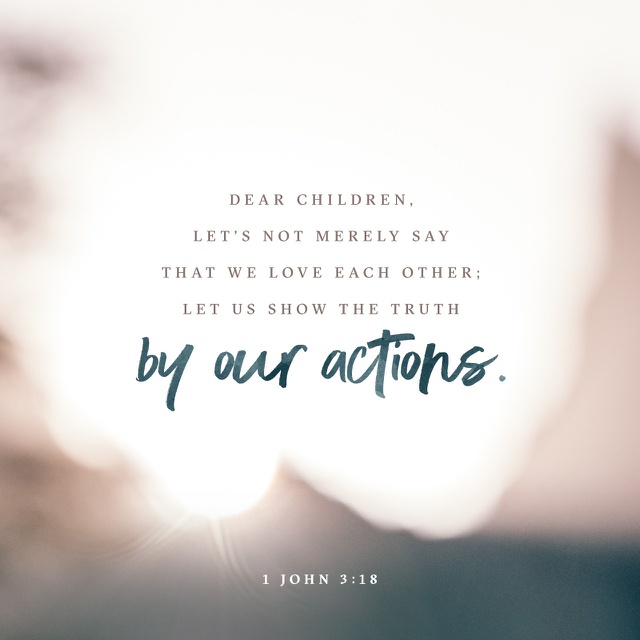 DEAR CHILDREN,
LET'S NOT MERELY SAY
THAT WE LOVE EACH OTHER;
LET US SHOW THE TRUTH
by our actions.
1 JOHN 3:18